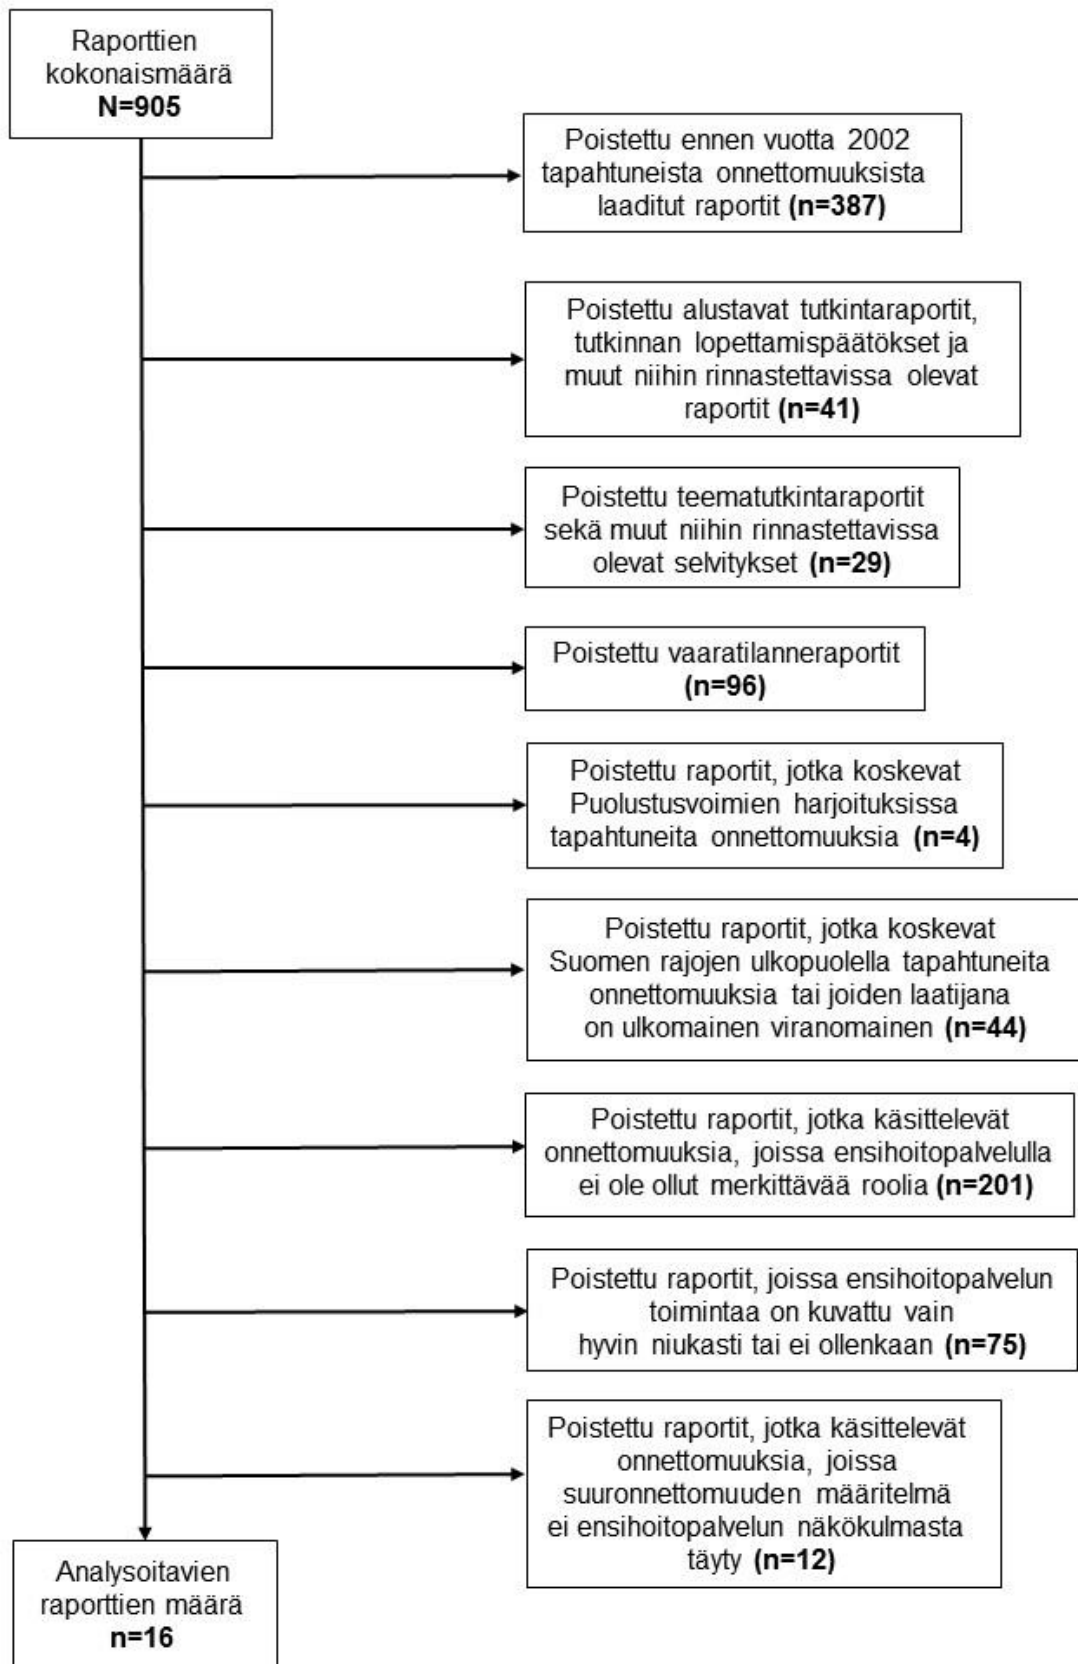 Raporttien
kokonaismäärä
N=905
Poistettu ennen vuotta 2002
tapahtuneista onnettomuuksista
laaditut raportit (n=387)
Poistettu alustavat tutkintaraportit,
tutkinnan lopettamispäätökset ja
muut niihin rinnastettavissa olevat
raportit (n=41)
Poistettu teematutkintaraportit
sekä muut niihin rinnastettavissa
olevat selvitykset (n=29)
Poistettu vaaratilanneraportit
(n=96)
Poistettu raportit, jotka koskevat
Puolustusvoimien harjoituksissa
tapahtuneita onnettomuuksia (n=4)
Poistettu raportit, jotka koskevat
Suomen rajojen ulkopuolella tapahtuneita
onnettomuuksia tai joiden laatijana
on ulkomainen viranomainen (n=44)
Poistettu raportit, jotka käsittelevät
onnettomuuksia, joissa ensihoitopalvelulla
ei ole ollut merkittävää roolia (n=201)
Poistettu raportit, joissa ensihoitopalvelun
toimintaa on kuvattu vain
hyvin niukasti tai ei ollenkaan (n=75)
Poistettu raportit, jotka käsittelevät
onnettomuuksia, joissa
suuronnettomuuden määritelmä
ei ensihoitopalvelun näkökulmasta
täyty (n=12)
Analysoitavien
raporttien määrä
n=16